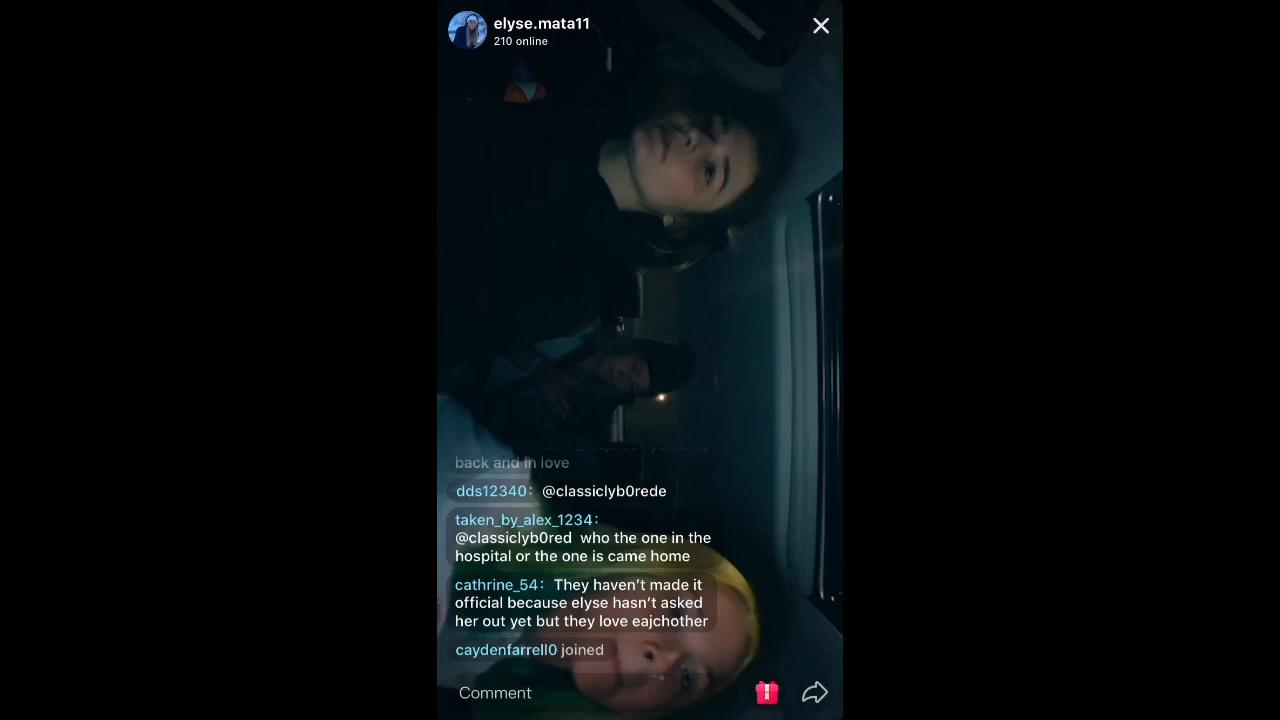 elyse.mata11
210 online
back and in love
dds12340: @classiclyb0rede
taken_by_alex_1234:
@classiclyb0red who the one in the
hospital or the one is came home
cathrine_54: They haven't made it
official because elyse hasn't asked
her out yet but they love eajchother
caydenfarrell0 joined
Comment